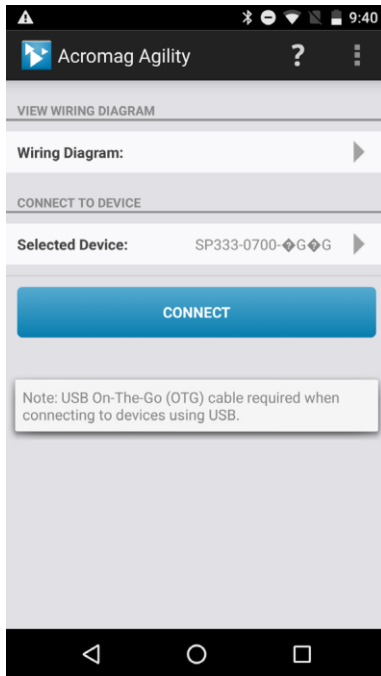 9:40
Acromag Agility ?
VIEW WIRING DIAGRAM
Wiring Diagram:
CONNECT TO DEVICE
Selected Device: SP333-0700-�G�G
CONNECT
Note: USB On-The-Go (OTG) cable required when
connecting to devices using USB.